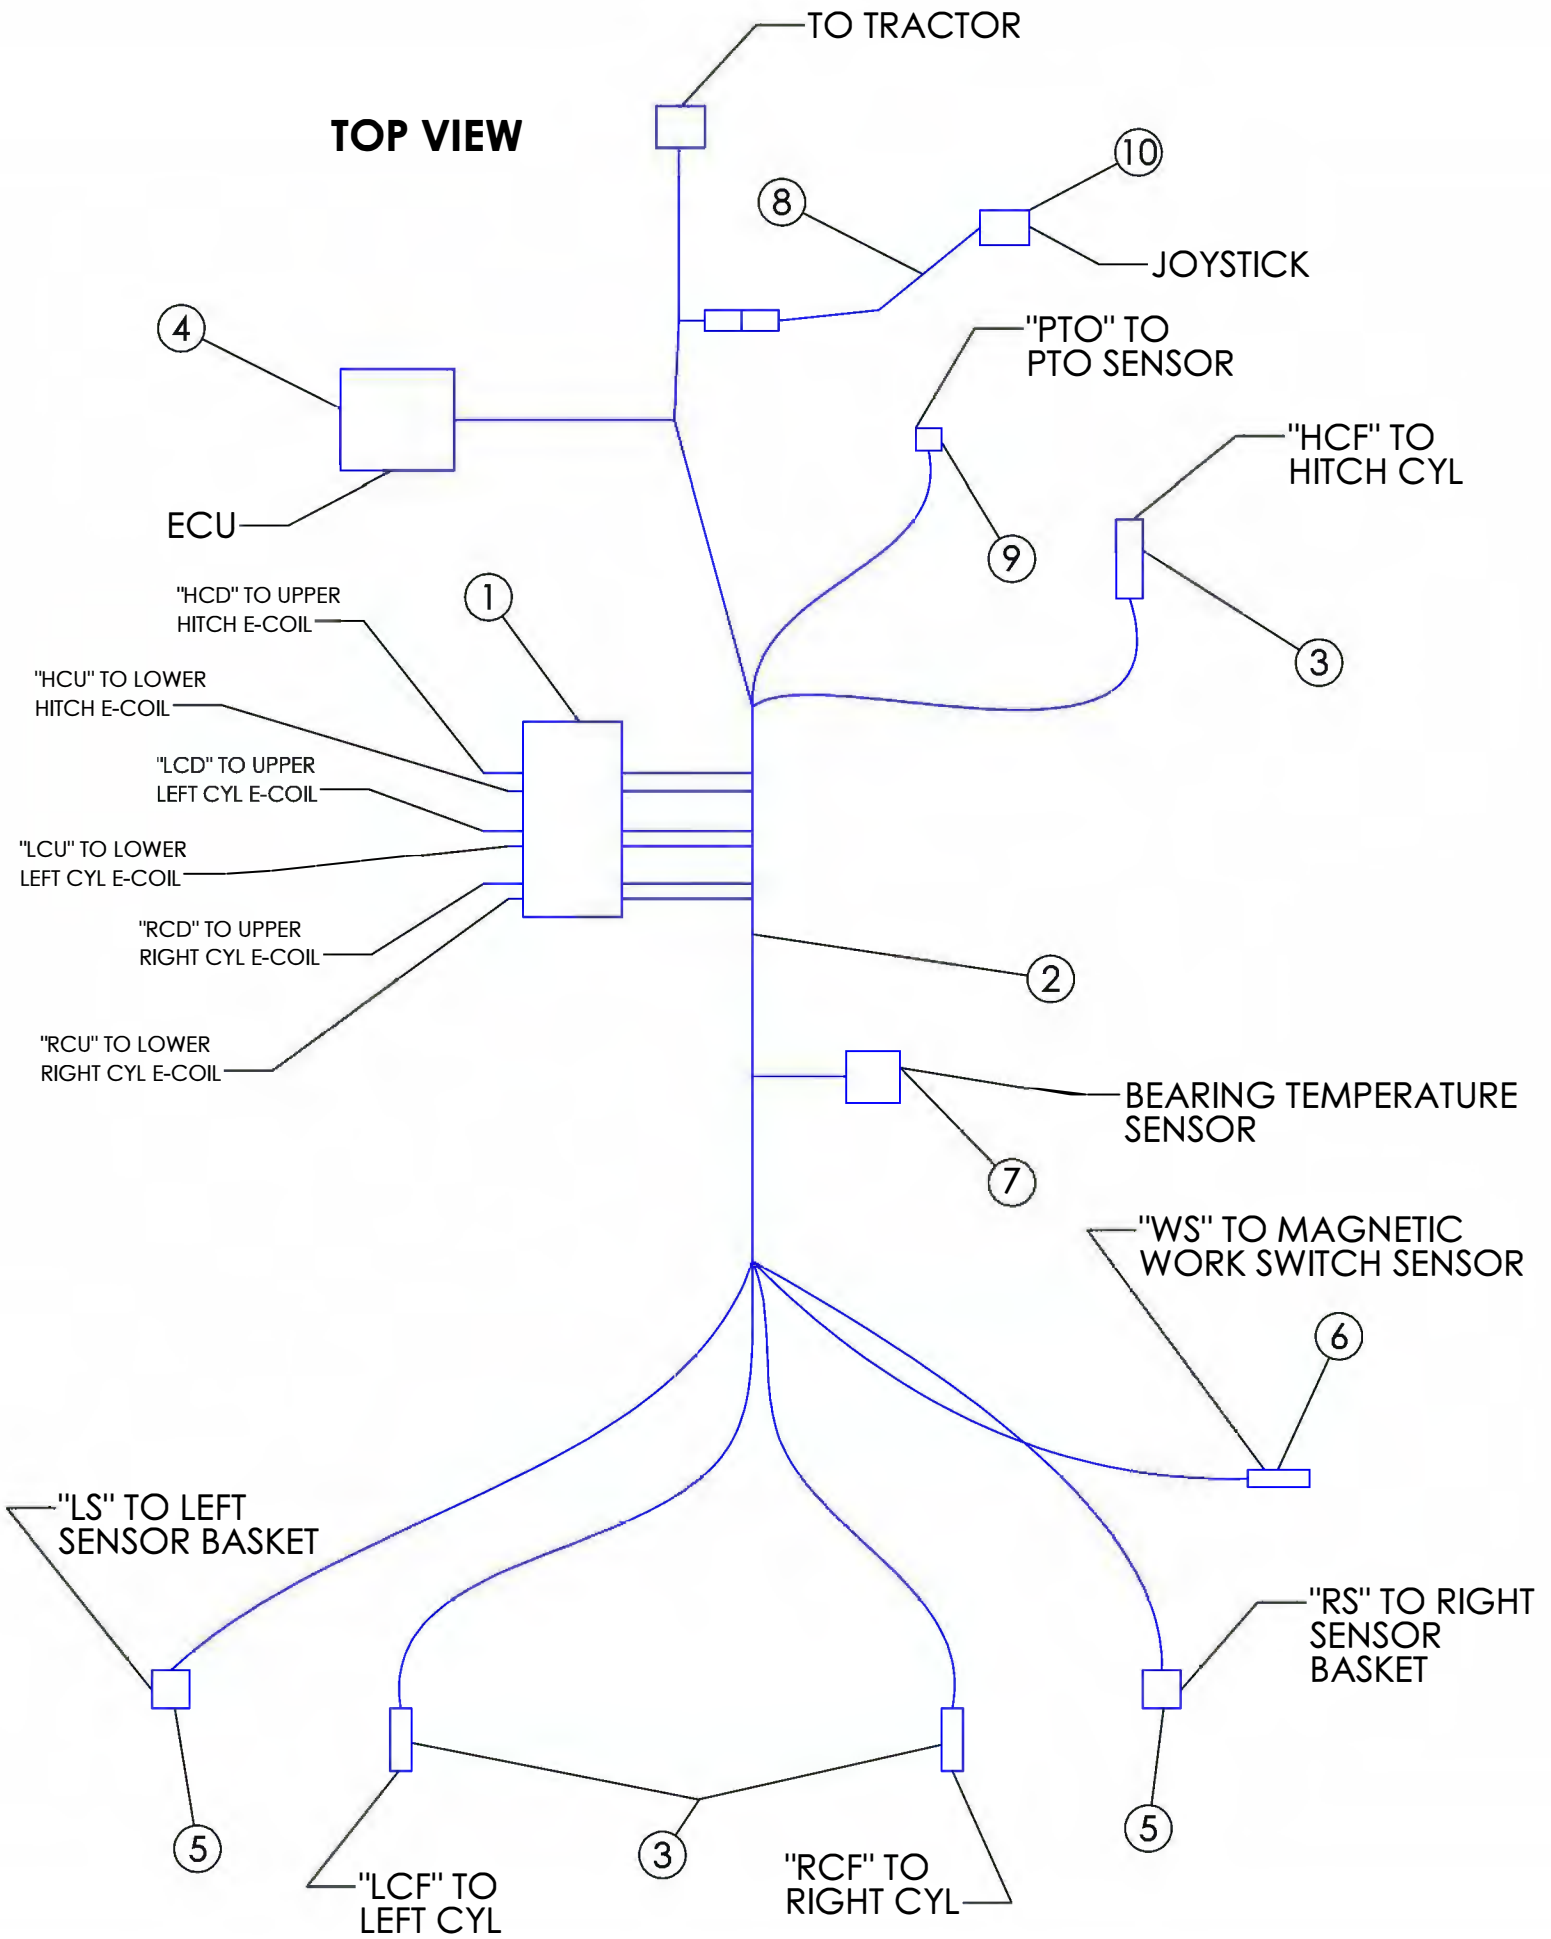 TO TRACTOR
TOP VIEW
10
8
JOYSTICK
4
"PTO" TO
PTO SENSOR
"HCF" TO
HITCH CYL
ECU
9
"HCD" TO UPPER
HITCH E-COIL
1
3
"HCU" TO LOWER
HITCH E-COIL
"LCD" TO UPPER
LEFT CYL E-COIL
"LCU" TO LOWER
LEFT CYL E-COIL
"RCD" TO UPPER
RIGHT CYL E-COIL
2
"RCU" TO LOWER
RIGHT CYL E-COIL
BEARING TEMPERATURE
SENSOR
7
"WS" TO MAGNETIC
WORK SWITCH SENSOR
6
"LS" TO LEFT
SENSOR BASKET
"RS" TO RIGHT
SENSOR
BASKET
5
3
5
"LCF" TO
LEFT CYL
"RCF" TO
RIGHT CYL